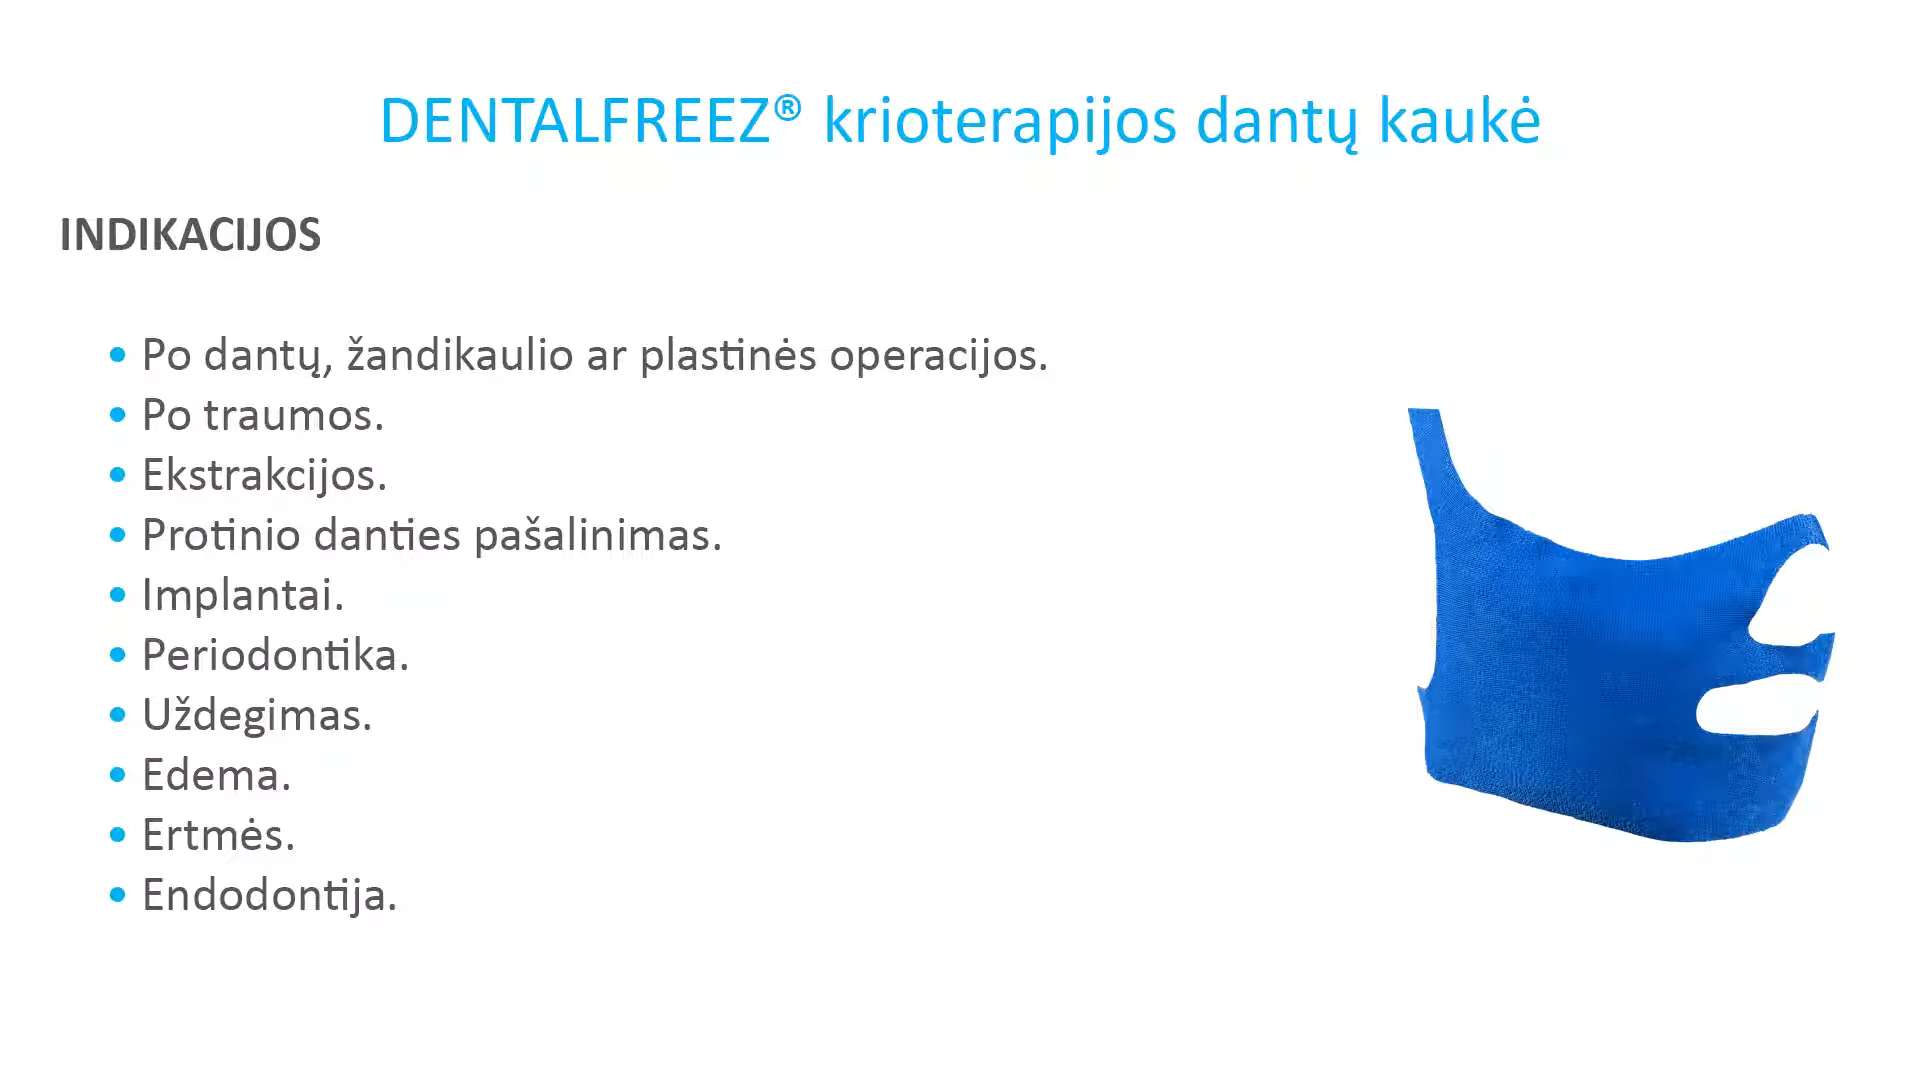 DENTALFREEZ® krioterapijos dantų kaukė
INDIKACIJOS
• Po dantų, žandikaulio ar plastinės operacijos.
• Po traumos.
• Ekstrakcijos.
• Protinio danties pašalinimas.
• Implantai.
• Periodontika.
• Uždegimas.
• Edema.
• Ertmės.
• Endodontija.